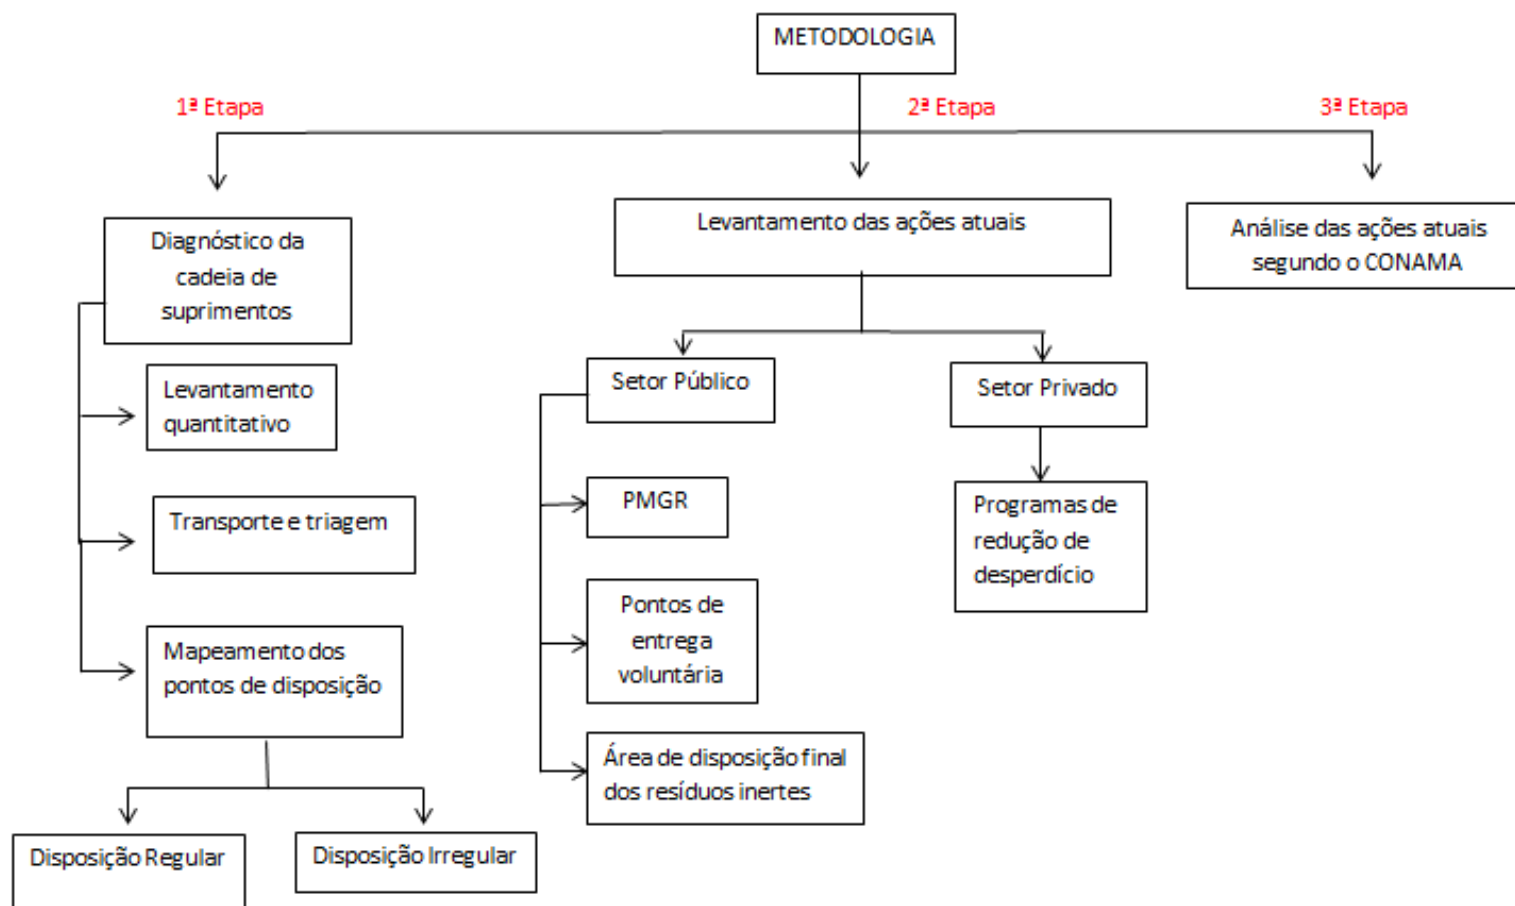 METODOLOGIA
1ª Etapa
2ª Etapa
3ª Etapa
Diagnóstico da
cadeia de
suprimentos
Levantamento
quantitativo
Transporte e triagem
Mapeamento dos
pontos de disposição
Disposição Regular
Disposição Irregular
Levantamento das ações atuais
Setor Público
PMGR
Pontos de
entrega
voluntária
Área de disposição final
dos resíduos inertes
Setor Privado
Programas de
redução de
desperdício
Análise das ações atuais
segundo o CONAMA